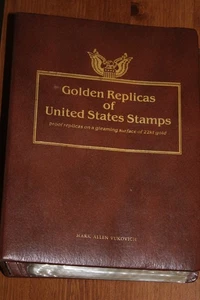 Golden Replicas
of
United States Stamps
proof replicas on a gleaming surface of 22kt gold
MARK ALLEN VUKOVICH